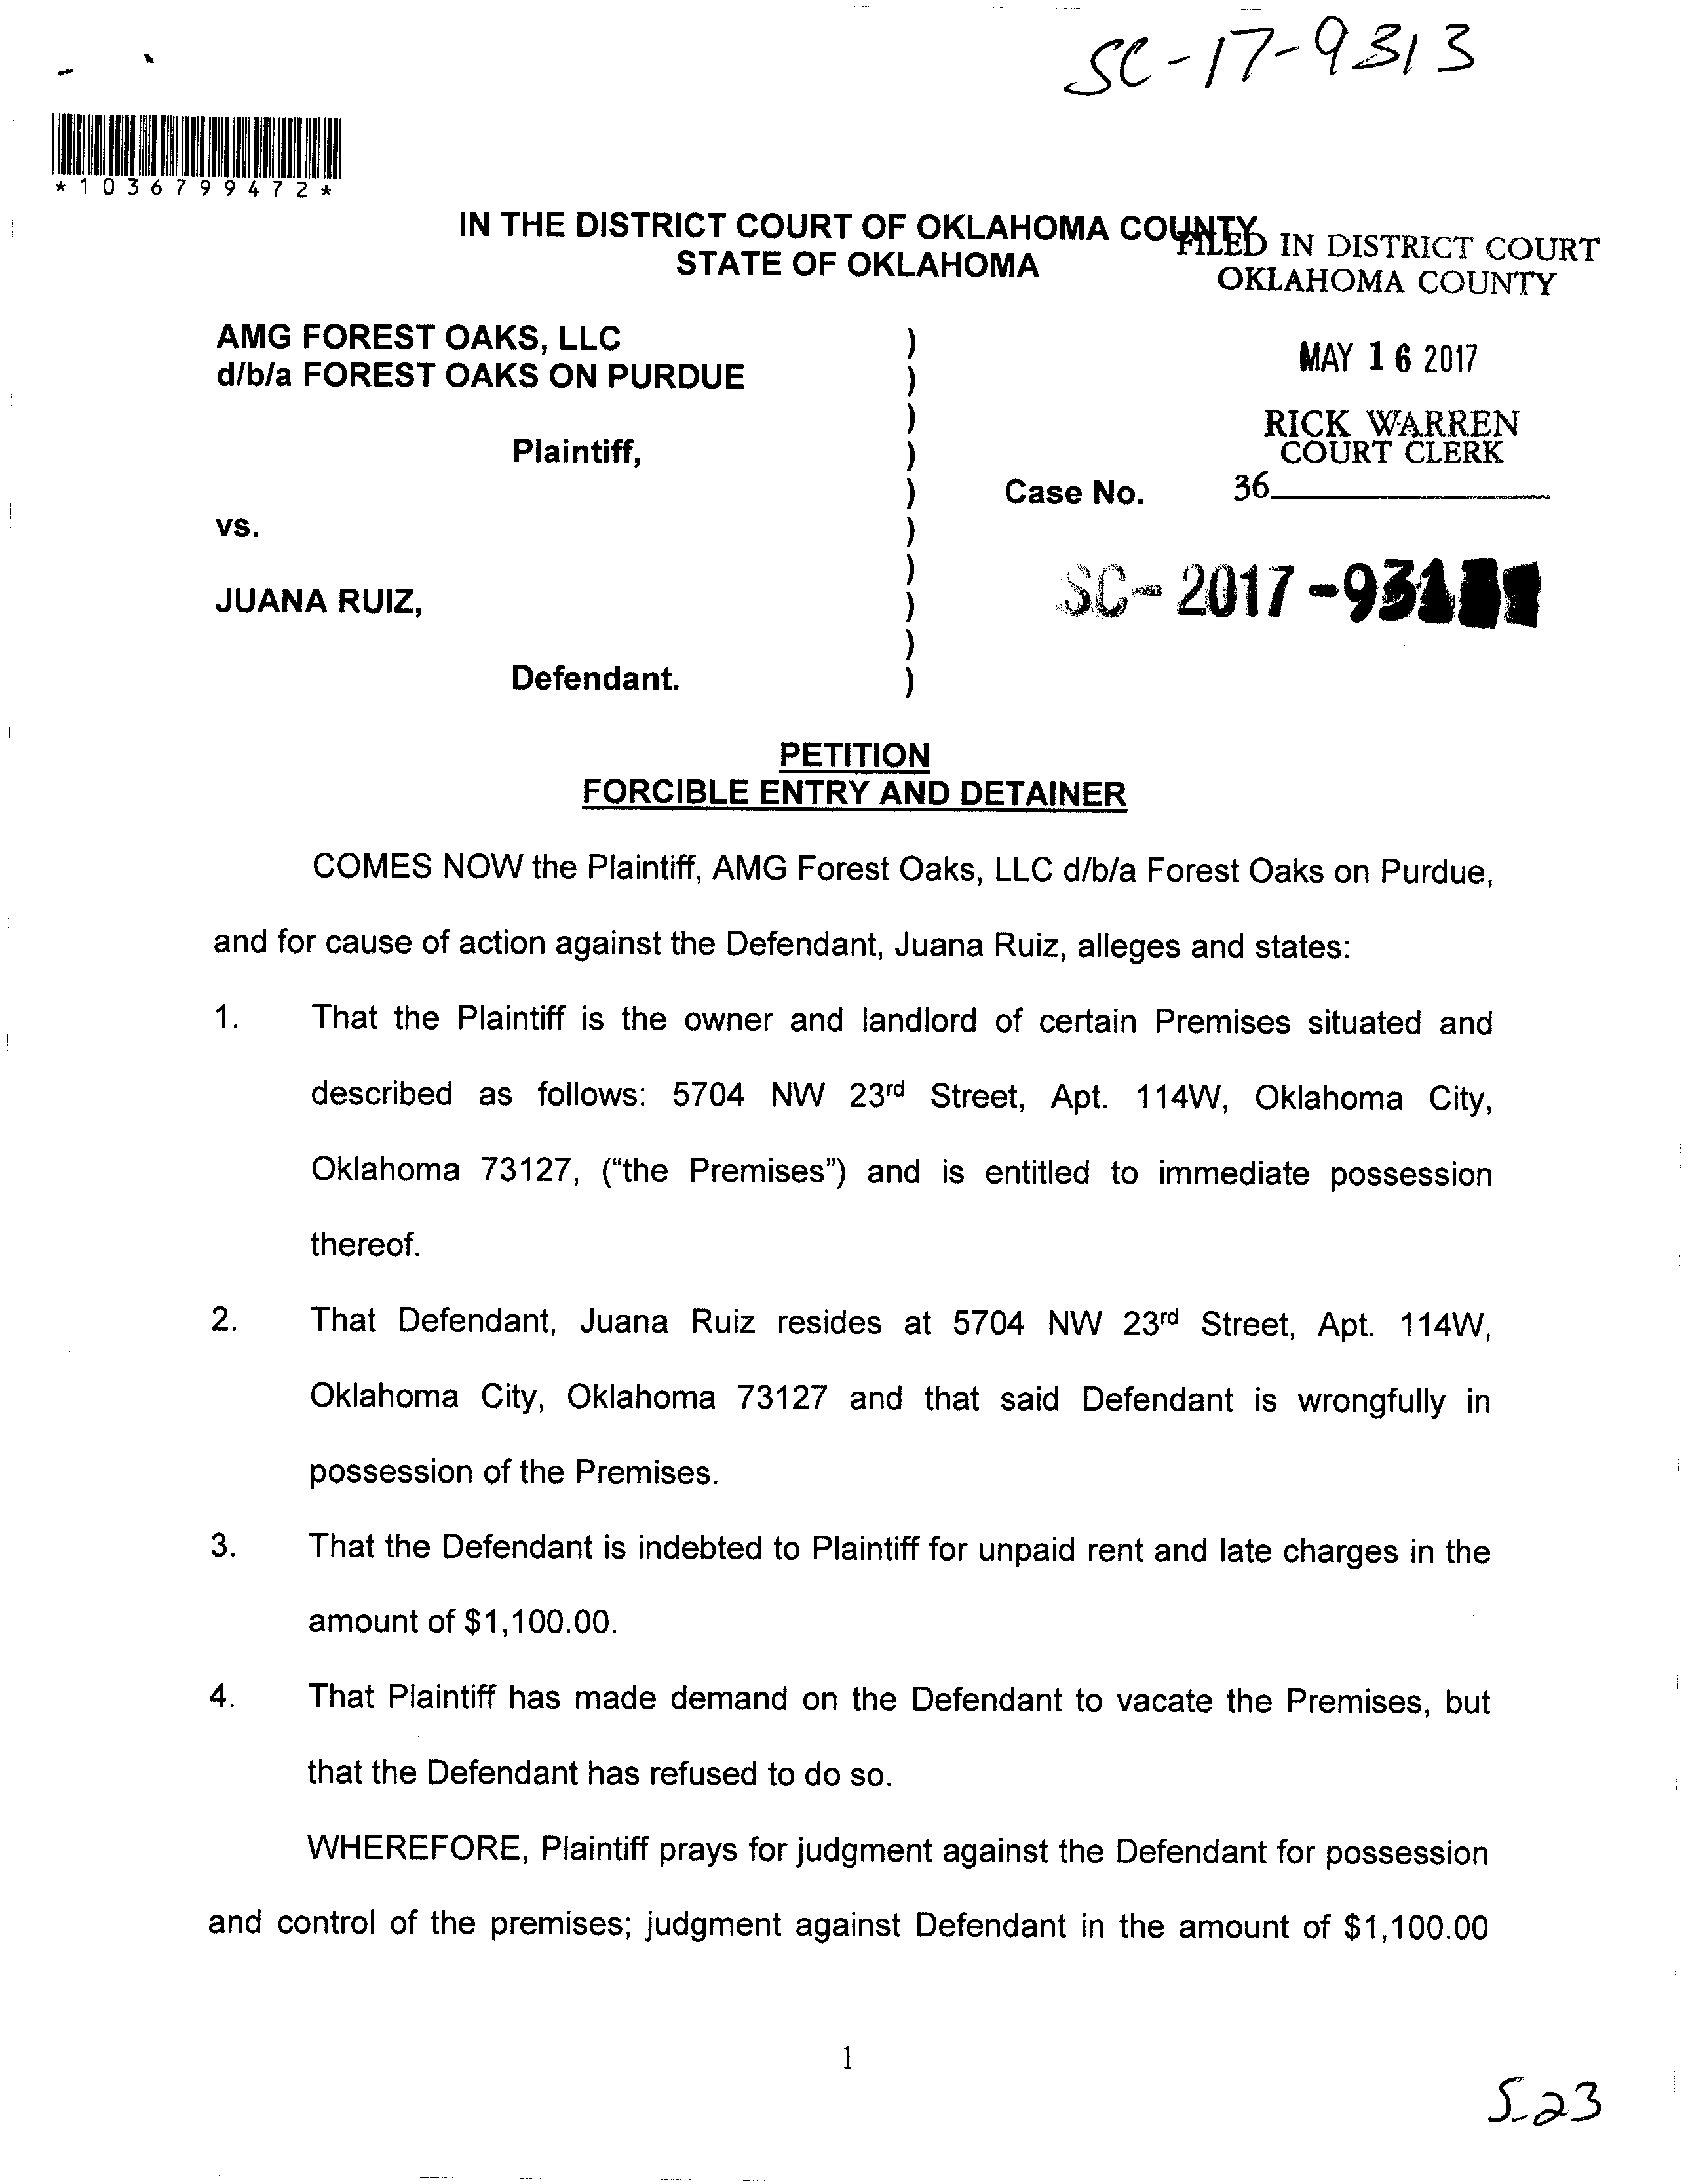 SC-17-9313
*1036799472*
IN THE DISTRICT COURT OF OKLAHOMA COUNTY
STATE OF OKLAHOMA
FILED IN DISTRICT COURT
OKLAHOMA COUNTY
MAY 16 2017
RICK WARREN
COURT CLERK
36
AMG FOREST OAKS, LLC )
d/b/a FOREST OAKS ON PURDUE )
)
Plaintiff, )
) Case No.
vs. )
)
JUANA RUIZ, )
)
Defendant. )
SC-2017-931
PETITION
FORCIBLE ENTRY AND DETAINER
COMES NOW the Plaintiff, AMG Forest Oaks, LLC d/b/a Forest Oaks on Purdue,
and for cause of action against the Defendant, Juana Ruiz, alleges and states:
1. That the Plaintiff is the owner and landlord of certain Premises situated and
described as follows: 5704 NW 23rd Street, Apt. 114W, Oklahoma City,
Oklahoma 73127, (“the Premises”) and is entitled to immediate possession
thereof.
2. That Defendant, Juana Ruiz resides at 5704 NW 23rd Street, Apt. 114W,
Oklahoma City, Oklahoma 73127 and that said Defendant is wrongfully in
possession of the Premises.
3. That the Defendant is indebted to Plaintiff for unpaid rent and late charges in the
amount of $1,100.00.
4. That Plaintiff has made demand on the Defendant to vacate the Premises, but
that the Defendant has refused to do so.
WHEREFORE, Plaintiff prays for judgment against the Defendant for possession
and control of the premises; judgment against Defendant in the amount of $1,100.00
1
5-23